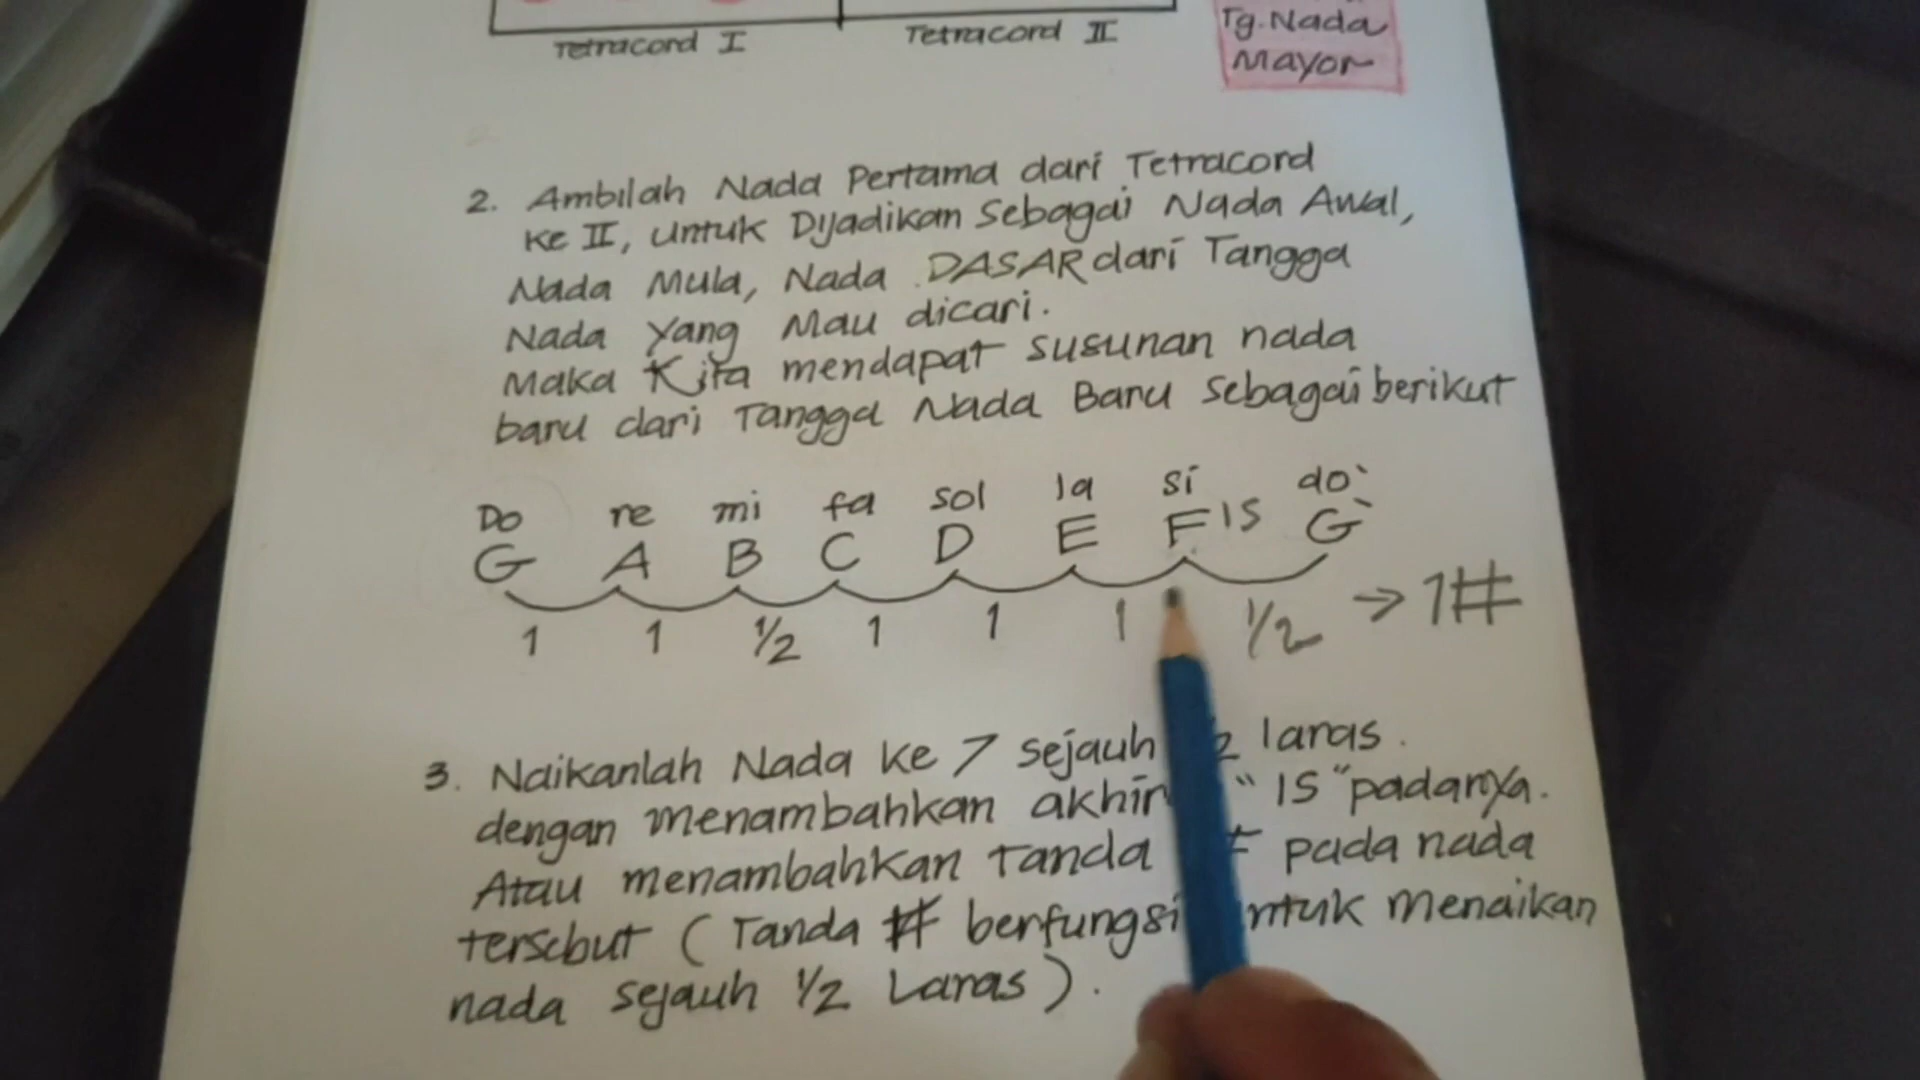 Tetracord I
Tetracord II
Tg. Nada
Mayor
2. Ambilah Nada Pertama dari Tetracord
Ke II, untuk Dijadikan Sebagai Nada Awal,
Nada Mula, Nada DASAR dari Tangga
Nada Yang Mau dicari.
Maka Kita mendapat susunan nada
baru dari Tangga Nada Baru Sebagai berikut
Do re mi fa sol la si do
G A B C D E FIS G
1 1 1/2 1 1 1 1/2 → 1#
3. Naikanlah Nada Ke 7 sejauh laras.
dengan menambahkan "IS" padanya.
Atau menambahkan Tanda pada nada
tersebut (Tanda # berfungsi menaikan
nada sejauh 1/2 Laras).